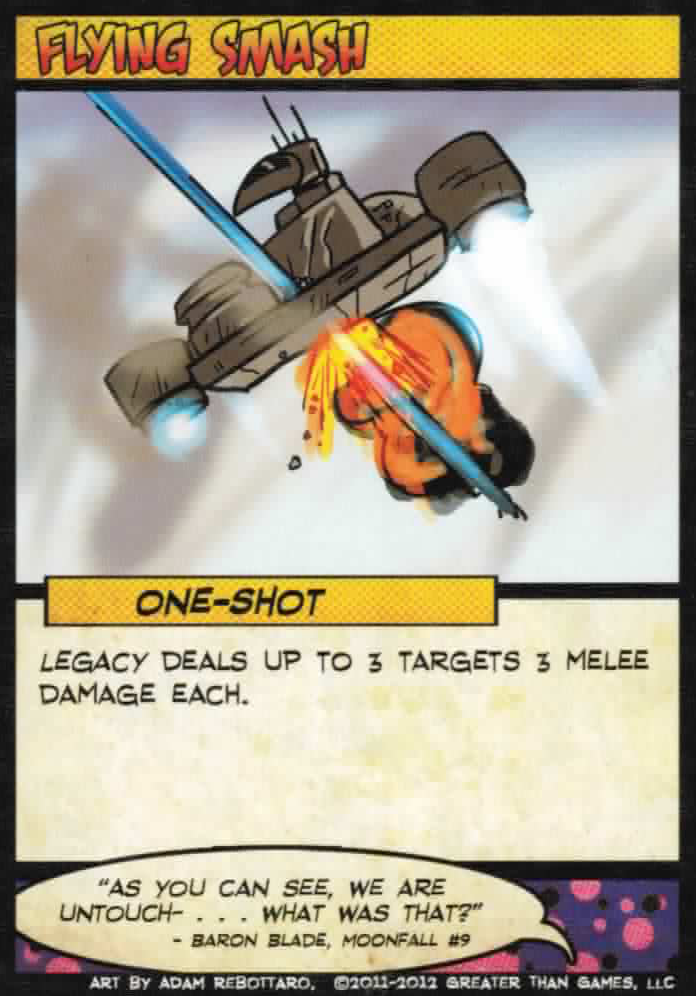 FLYING SMASH
ONE-SHOT
LEGACY DEALS UP TO 3 TARGETS 3 MELEE
DAMAGE EACH.
"AS YOU CAN SEE, WE ARE
UNTOUCH- . . . WHAT WAS THAT?"
- BARON BLADE, MOONFALL #9
ART BY ADAM REBOTTARO. ©2011-2012 GREATER THAN GAMES, LLC